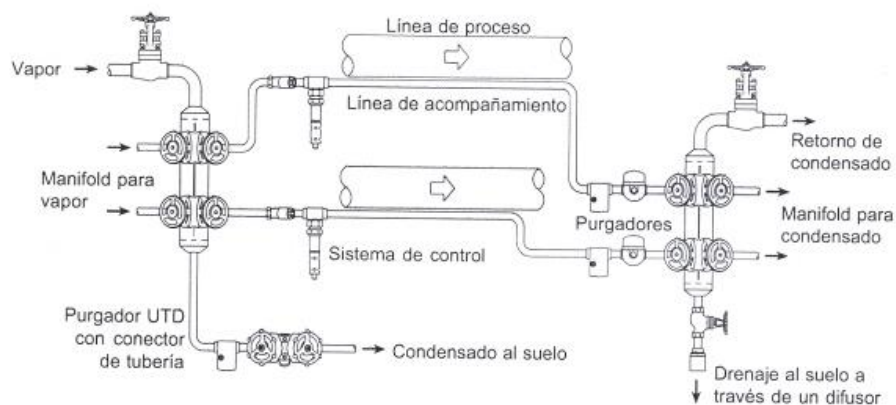 Línea de proceso
Vapor
Línea de acompañamiento
Retorno
de condensado
Manifold para
vapor
Purgadores
Manifold para
condensado
Sistema de control
Purgador UTD
con conector
de tubería
Condensado al suelo
Drenaje al suelo a
través de un difusor